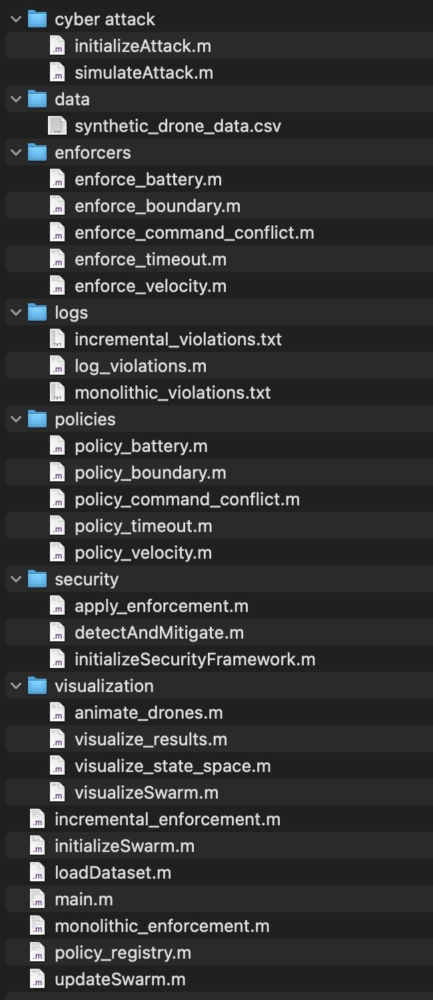 cyber attack
initializeAttack.m
simulateAttack.m
data
synthetic_drone_data.csv
enforcers
enforce_battery.m
enforce_boundary.m
enforce_command_conflict.m
enforce_timeout.m
enforce_velocity.m
logs
incremental_violations.txt
log_violations.m
monolithic_violations.txt
policies
policy_battery.m
policy_boundary.m
policy_command_conflict.m
policy_timeout.m
policy_velocity.m
security
apply_enforcement.m
detectAndMitigate.m
initializeSecurityFramework.m
visualization
animate_drones.m
visualize_results.m
visualize_state_space.m
visualizeSwarm.m
incremental_enforcement.m
initializeSwarm.m
loadDataset.m
main.m
monolithic_enforcement.m
policy_registry.m
updateSwarm.m